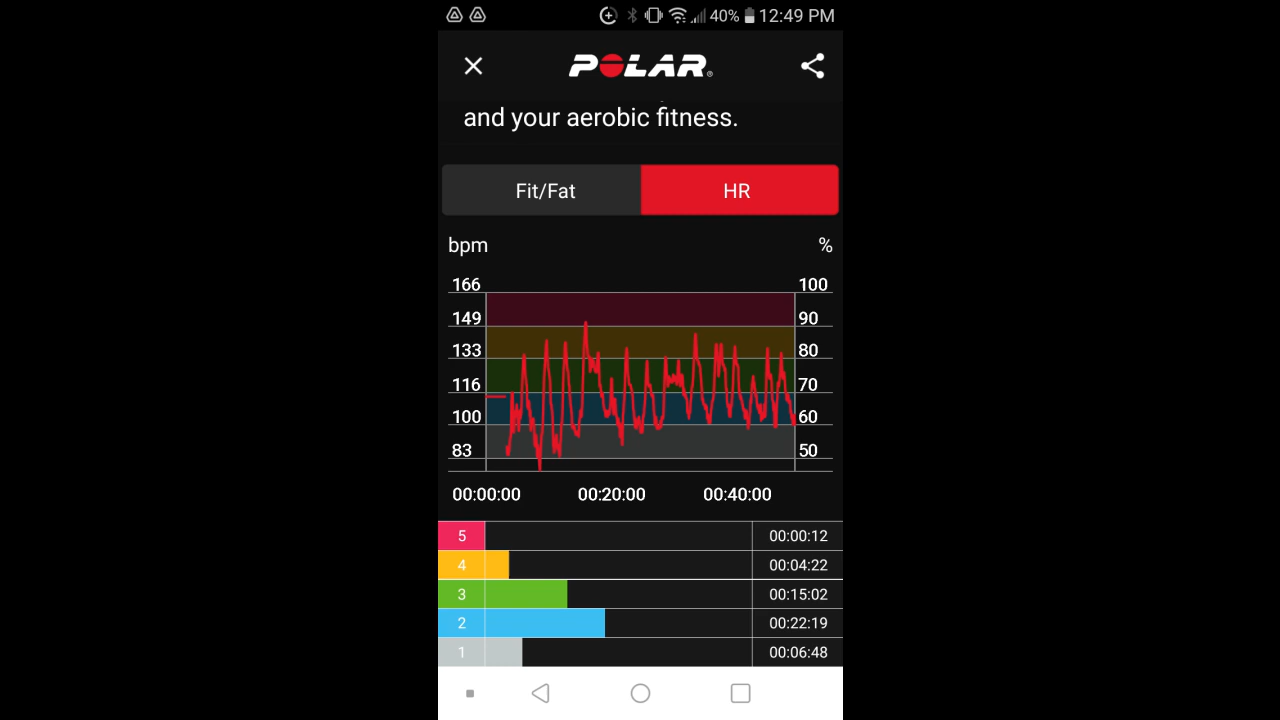 40% 12:49 PM
POLAR
and your aerobic fitness.
Fit/Fat HR
bpm %
166 100
149 90
133 80
116 70
100 60
83 50
00:00:00 00:20:00 00:40:00
5 00:00:12
4 00:04:22
3 00:15:02
2 00:22:19
1 00:06:48